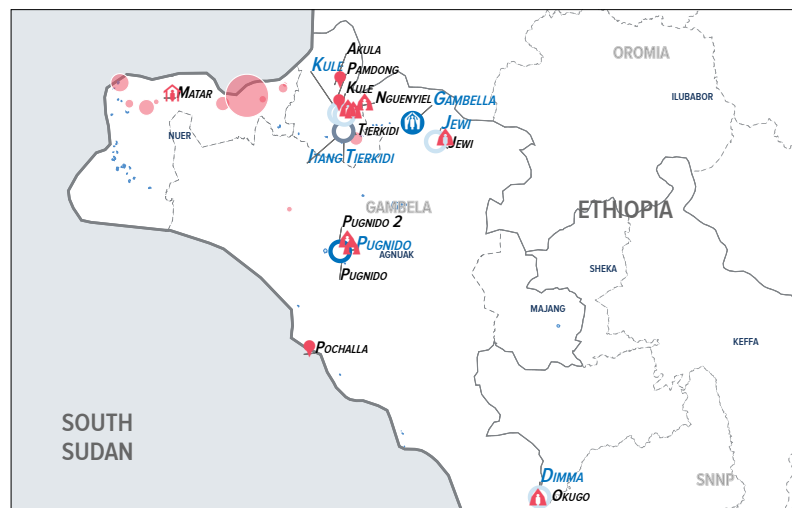 Akula
OROMIA
Kule
Pamdong
Kule
Matar
Nguenyiel
Gambella
ILUBABOR
Jewi
Tierkidi
NUER
Jewi
Itang
Tierkidi
GAMBELA
ETHIOPIA
Pugnido 2
Pugnido
AGNUAK
SHEKA
Pugnido
MAJANG
KEFFA
Pochalla
SOUTH
SUDAN
Dimma
SNNP
Okugo